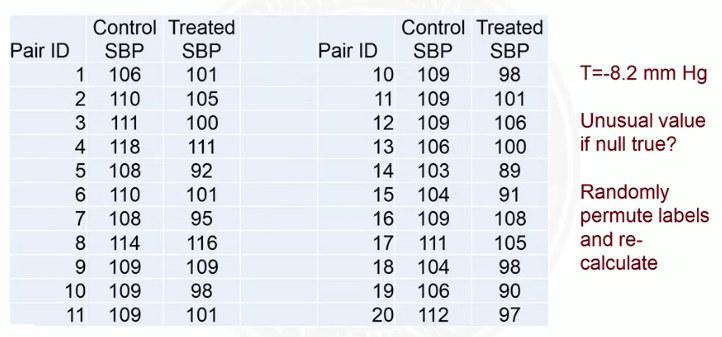 Control Treated Control Treated
Pair ID SBP SBP Pair ID SBP SBP
1 106 101 10 109 98
2 110 105 11 109 101
3 111 100 12 109 106
4 118 111 13 106 100
5 108 92 14 103 89
6 110 101 15 104 91
7 108 95 16 109 108
8 114 116 17 111 105
9 109 109 18 104 98
10 109 98 19 106 90
11 109 101 20 112 97
T=-8.2 mm Hg
Unusual value
if null true?
Randomly
permute labels
and re-
calculate